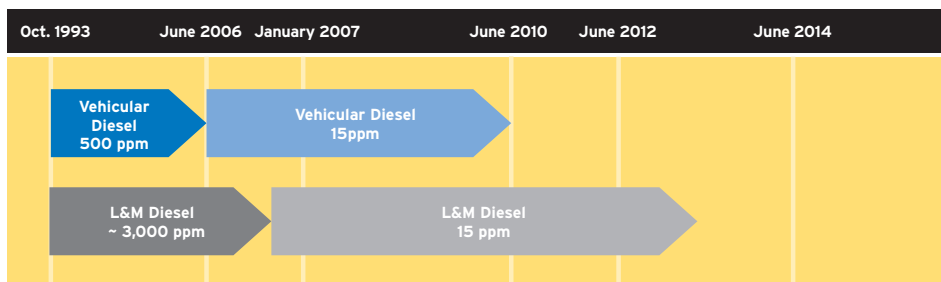 Oct. 1993 June 2006 January 2007 June 2010 June 2012 June 2014
Vehicular
Diesel
500 ppm
Vehicular Diesel
15ppm
L&M Diesel
~ 3,000 ppm
L&M Diesel
15 ppm